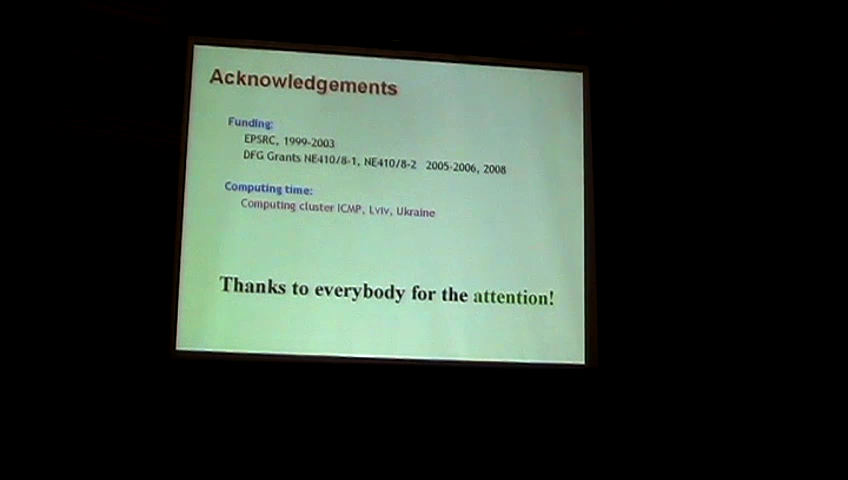 Acknowledgements
Funding:
EPSRC, 1999-2003
DFG Grants NE410/8-1, NE410/8-2 2005-2006, 2008
Computing time:
Computing cluster ICMP, Lviv, Ukraine
Thanks to everybody for the attention!